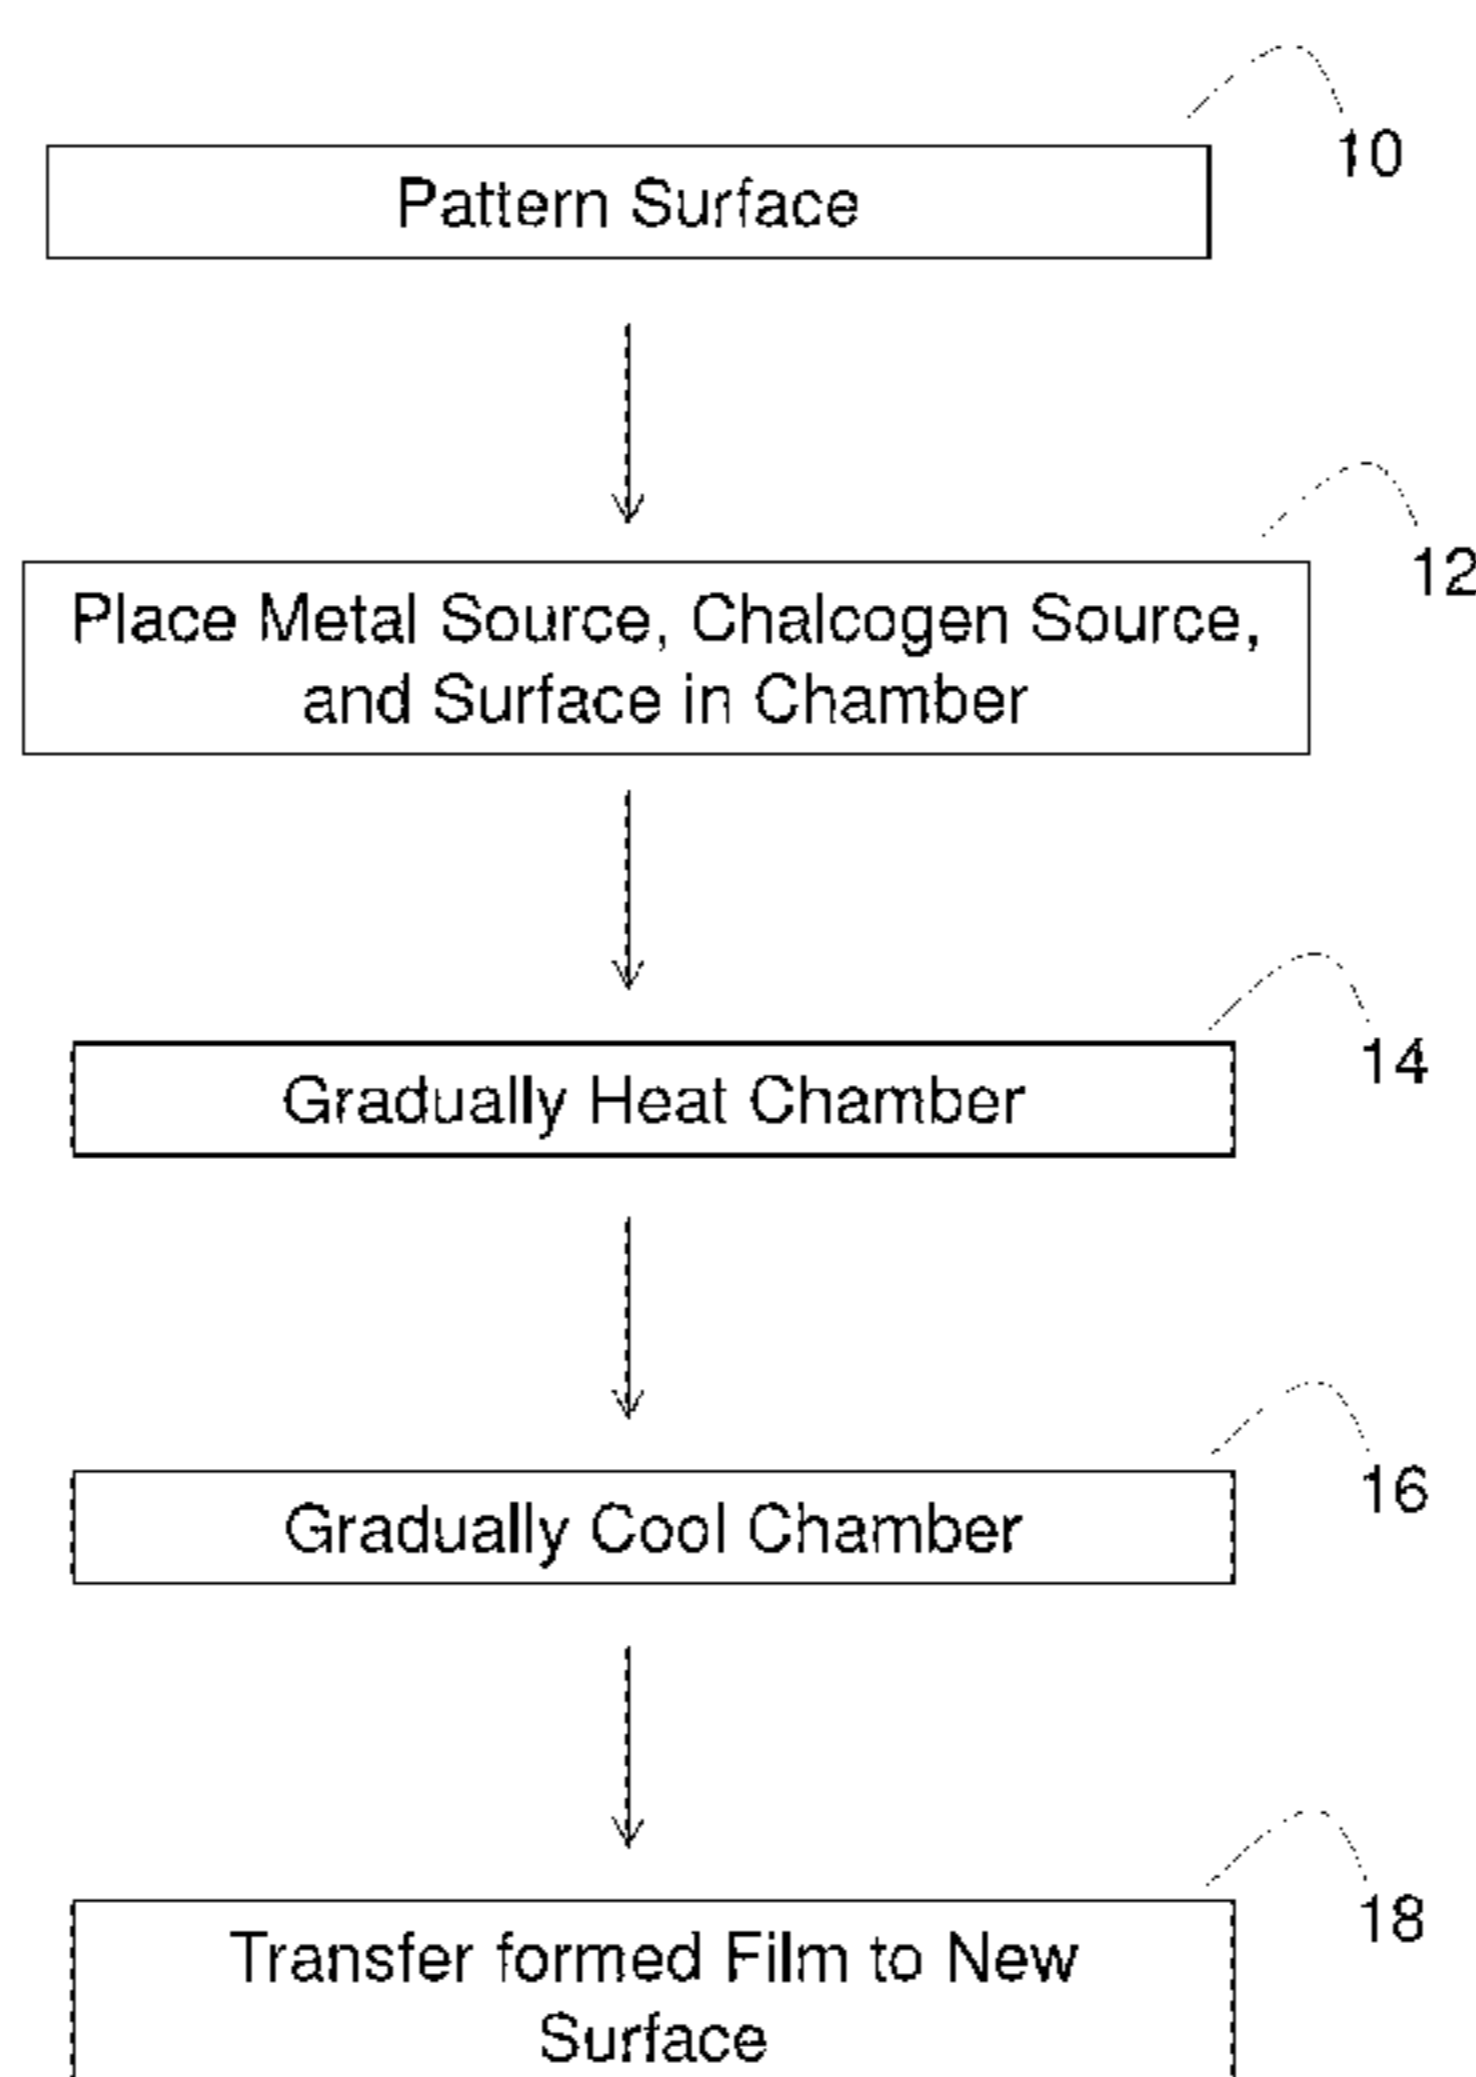 10
Pattern Surface
12
Place Metal Source, Chalcogen Source,
and Surface in Chamber
14
Gradually Heat Chamber
16
Gradually Cool Chamber
18
Transfer formed Film to New
Surface